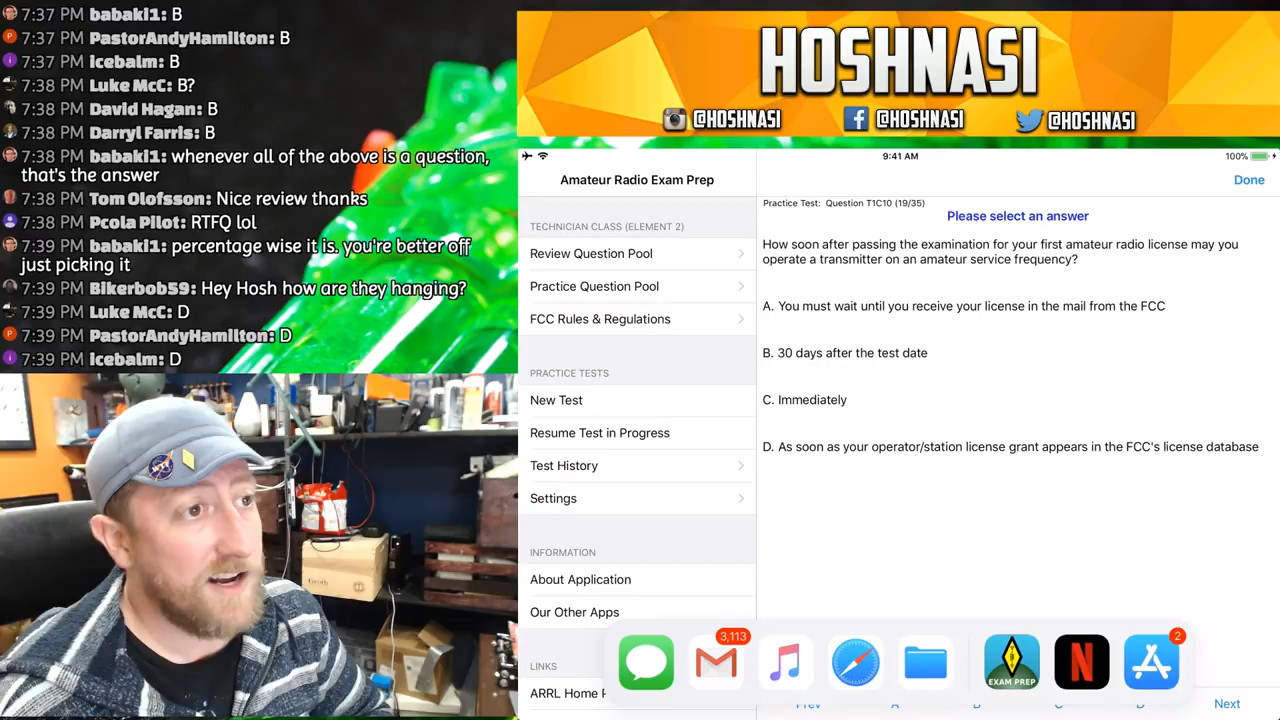 7:37 PM babakl1: B
7:37 PM PastorAndyHamilton: B
7:37 PM icebalm: B
7:38 PM Luke McC: B?
7:38 PM David Hagan: B
7:38 PM Darryl Farris: B
7:38 PM babakl1: whenever all of the above is a question,
that's the answer
7:38 PM Tom Olofsson: Nice review thanks
7:38 PM Pcola Pilot: RTFQ lol
7:39 PM babakl1: percentage wise it is. you're better off
just picking it
7:39 PM Bikerbob59: Hey Hosh how are they hanging?
7:39 PM Luke McC: D
7:39 PM PastorAndyHamilton: D
7:39 PM icebalm: D
HOSHNASI
@HOSHNASI @HOSHNASI @HOSHNASI
9:41 AM
100%
Amateur Radio Exam Prep
TECHNICIAN CLASS (ELEMENT 2)
Review Question Pool
Practice Question Pool
FCC Rules & Regulations
PRACTICE TESTS
New Test
Resume Test in Progress
Test History
Settings
INFORMATION
About Application
Our Other Apps
LINKS
ARRL Home
Done
Practice Test: Question T1C10 (19/35)
Please select an answer
How soon after passing the examination for your first amateur radio license may you
operate a transmitter on an amateur service frequency?
A. You must wait until you receive your license in the mail from the FCC
B. 30 days after the test date
C. Immediately
D. As soon as your operator/station license grant appears in the FCC's license database
3,113
EXAM PREP
N
2
Prev A B C D Next